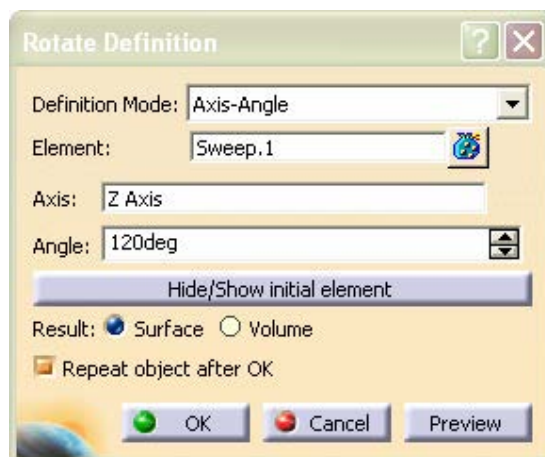 Rotate Definition ?
Definition Mode: Axis-Angle
Element: Sweep.1
Axis: Z Axis
Angle: 120deg
Hide/Show initial element
Result: Surface Volume
Repeat object after OK
OK Cancel Preview